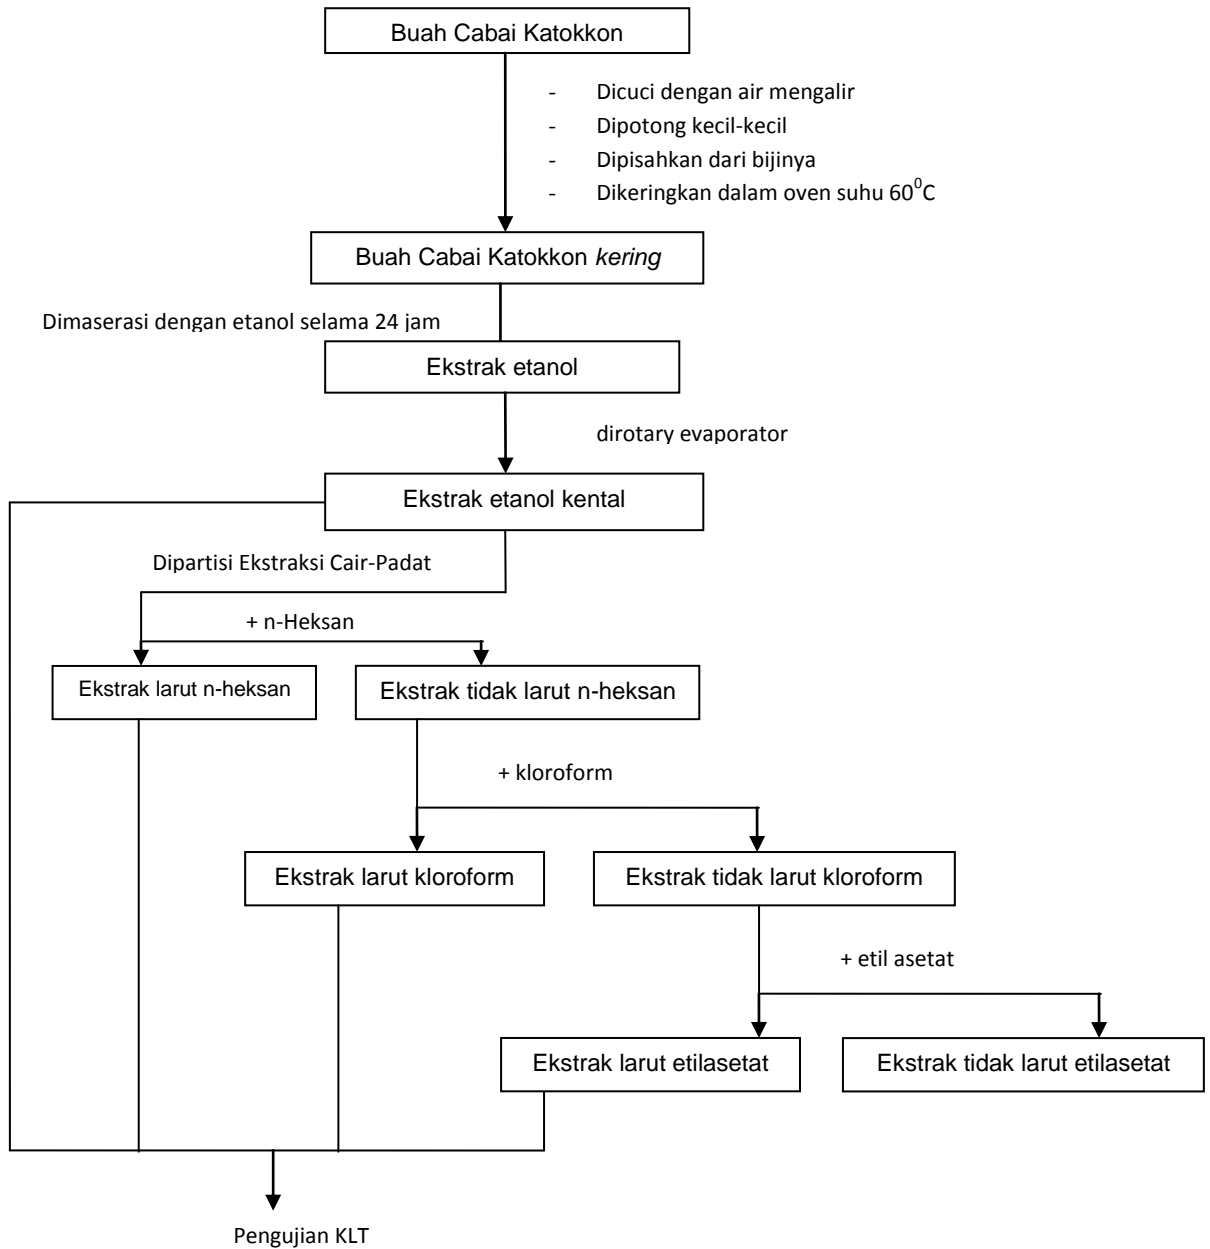 Buah Cabai Katokkon
- Dicuci dengan air mengalir
- Dipotong kecil-kecil
- Dipisahkan dari bijinya
- Dikeringkan dalam oven suhu 60⁰C
Buah Cabai Katokkon kering
Dimaserasi dengan etanol selama 24 jam
Ekstrak etanol
dirotary evaporator
Ekstrak etanol kental
Dipartisi Ekstraksi Cair-Padat
+ n-Heksan
Ekstrak larut n-heksan
Ekstrak tidak larut n-heksan
+ kloroform
Ekstrak larut kloroform
Ekstrak tidak larut kloroform
+ etil asetat
Ekstrak larut etilasetat
Ekstrak tidak larut etilasetat
Pengujian KLT